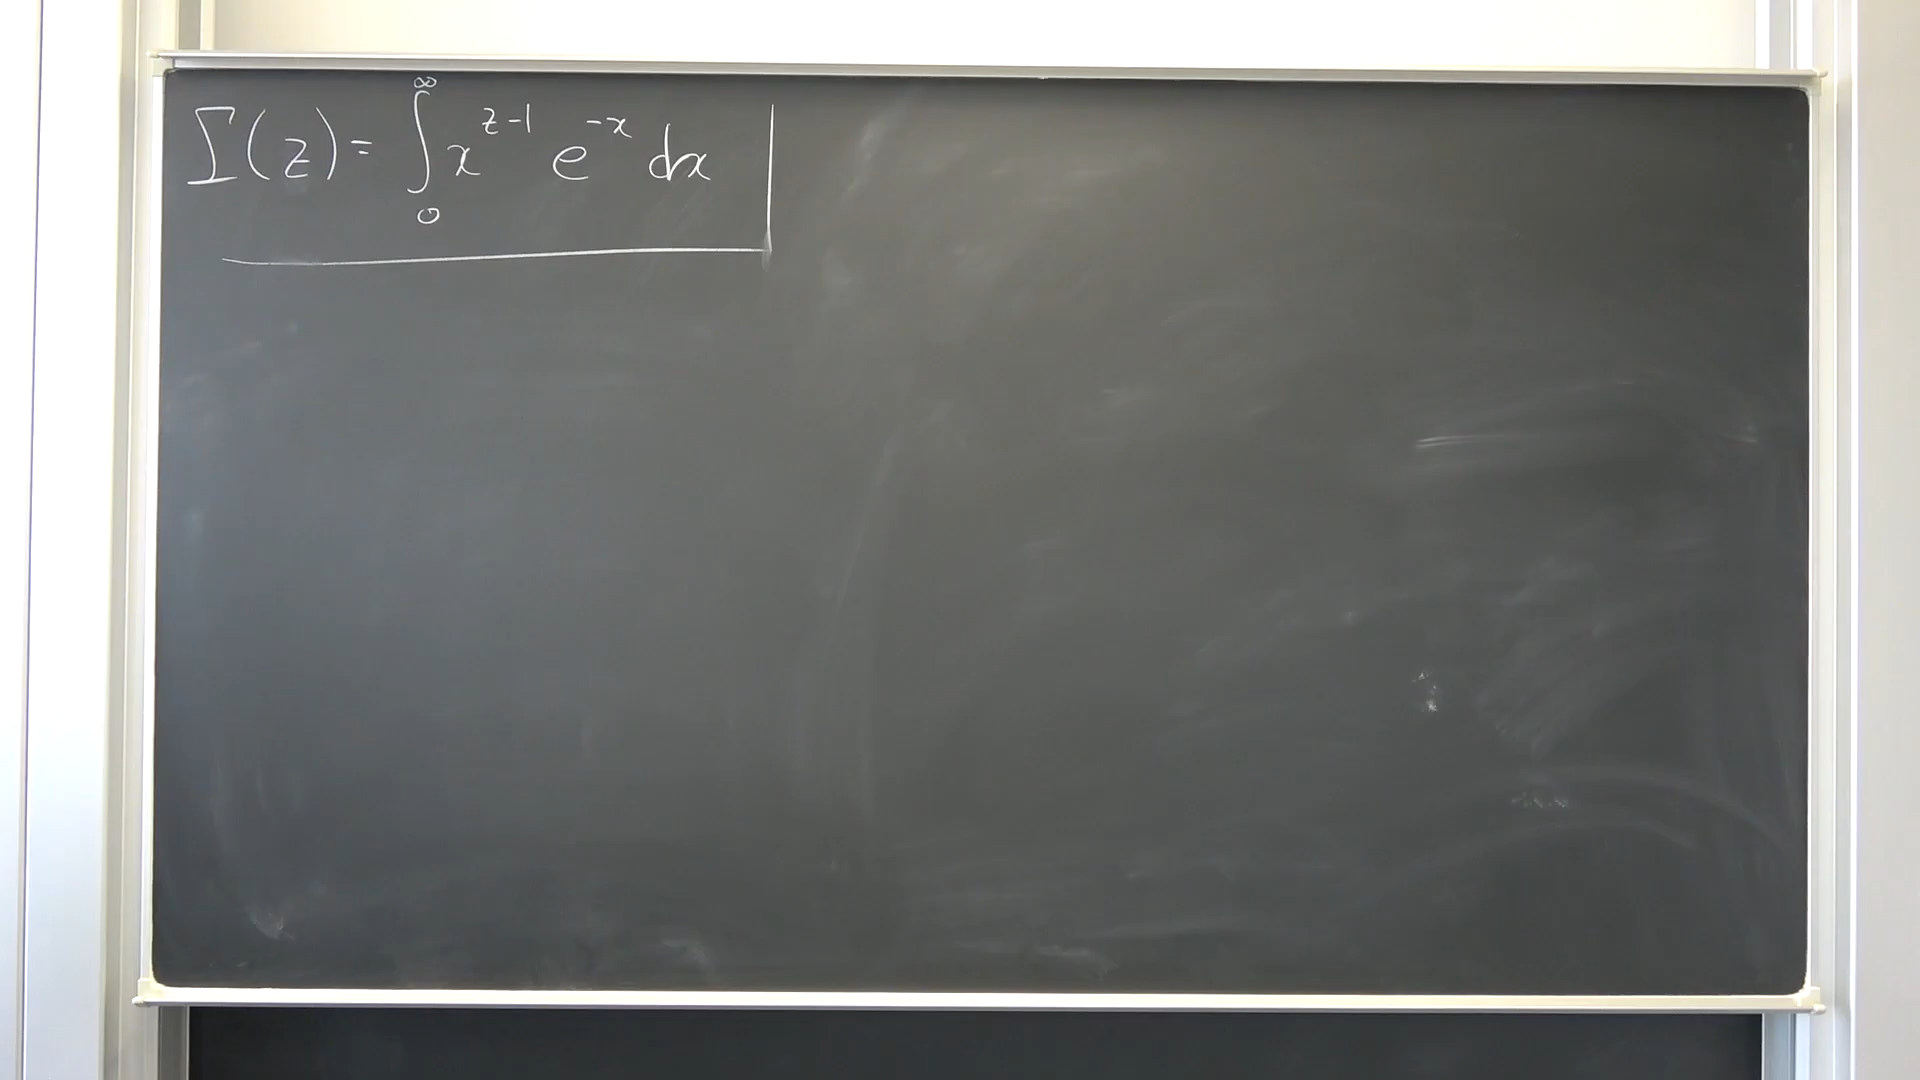 Γ(z) = ∫₀^∞ x^{z-1} e^{-x} dx